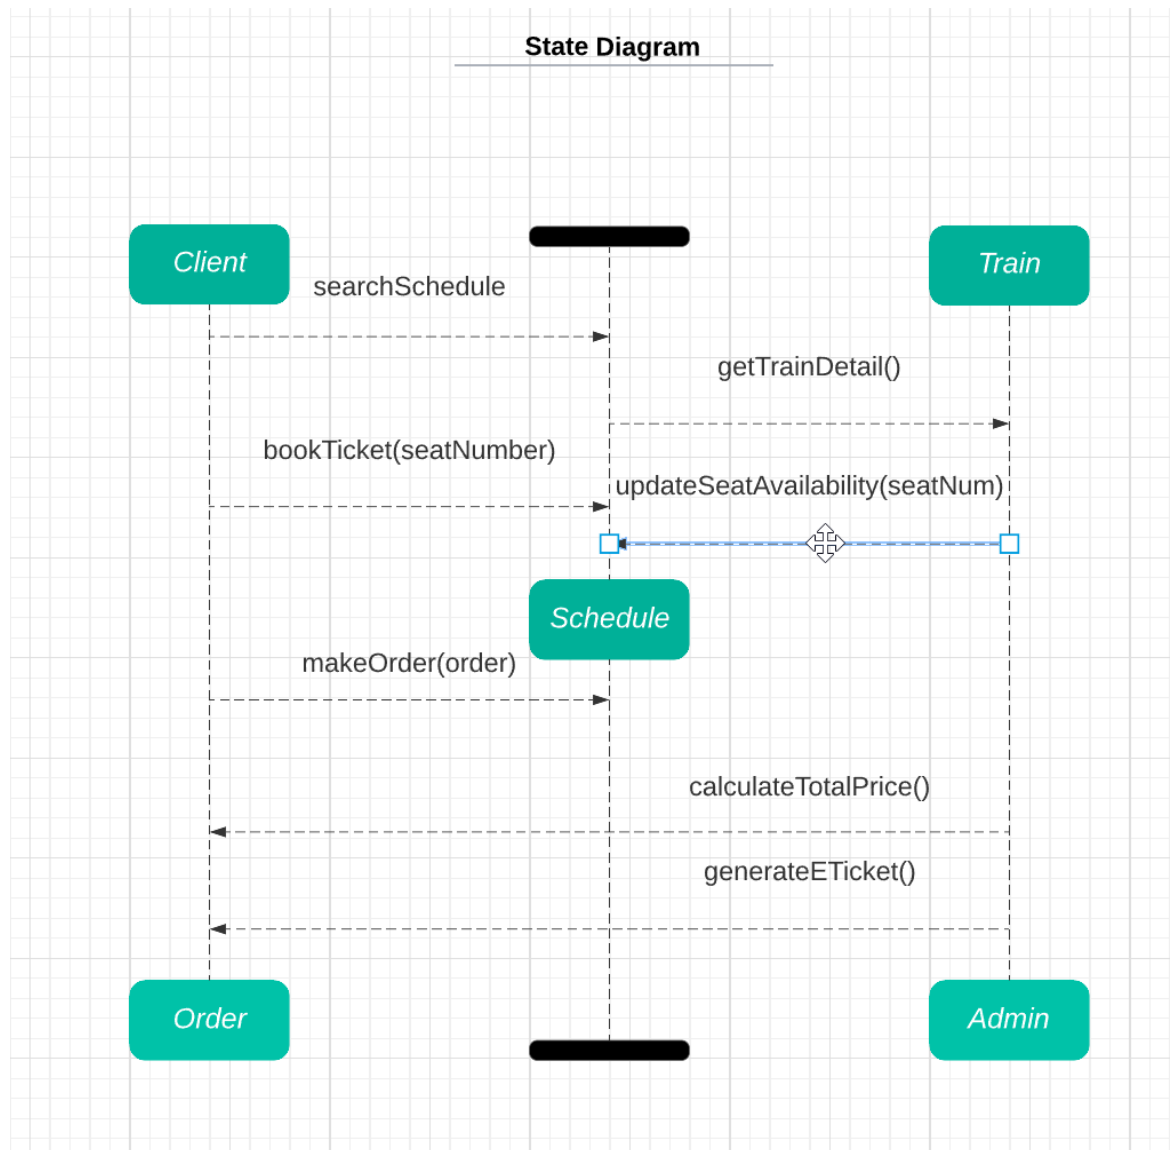 State Diagram
Client
Train
searchSchedule
getTrainDetail()
bookTicket(seatNumber)
updateSeatAvailability(seatNum)
Schedule
makeOrder(order)
calculateTotalPrice()
generateETicket()
Order
Admin